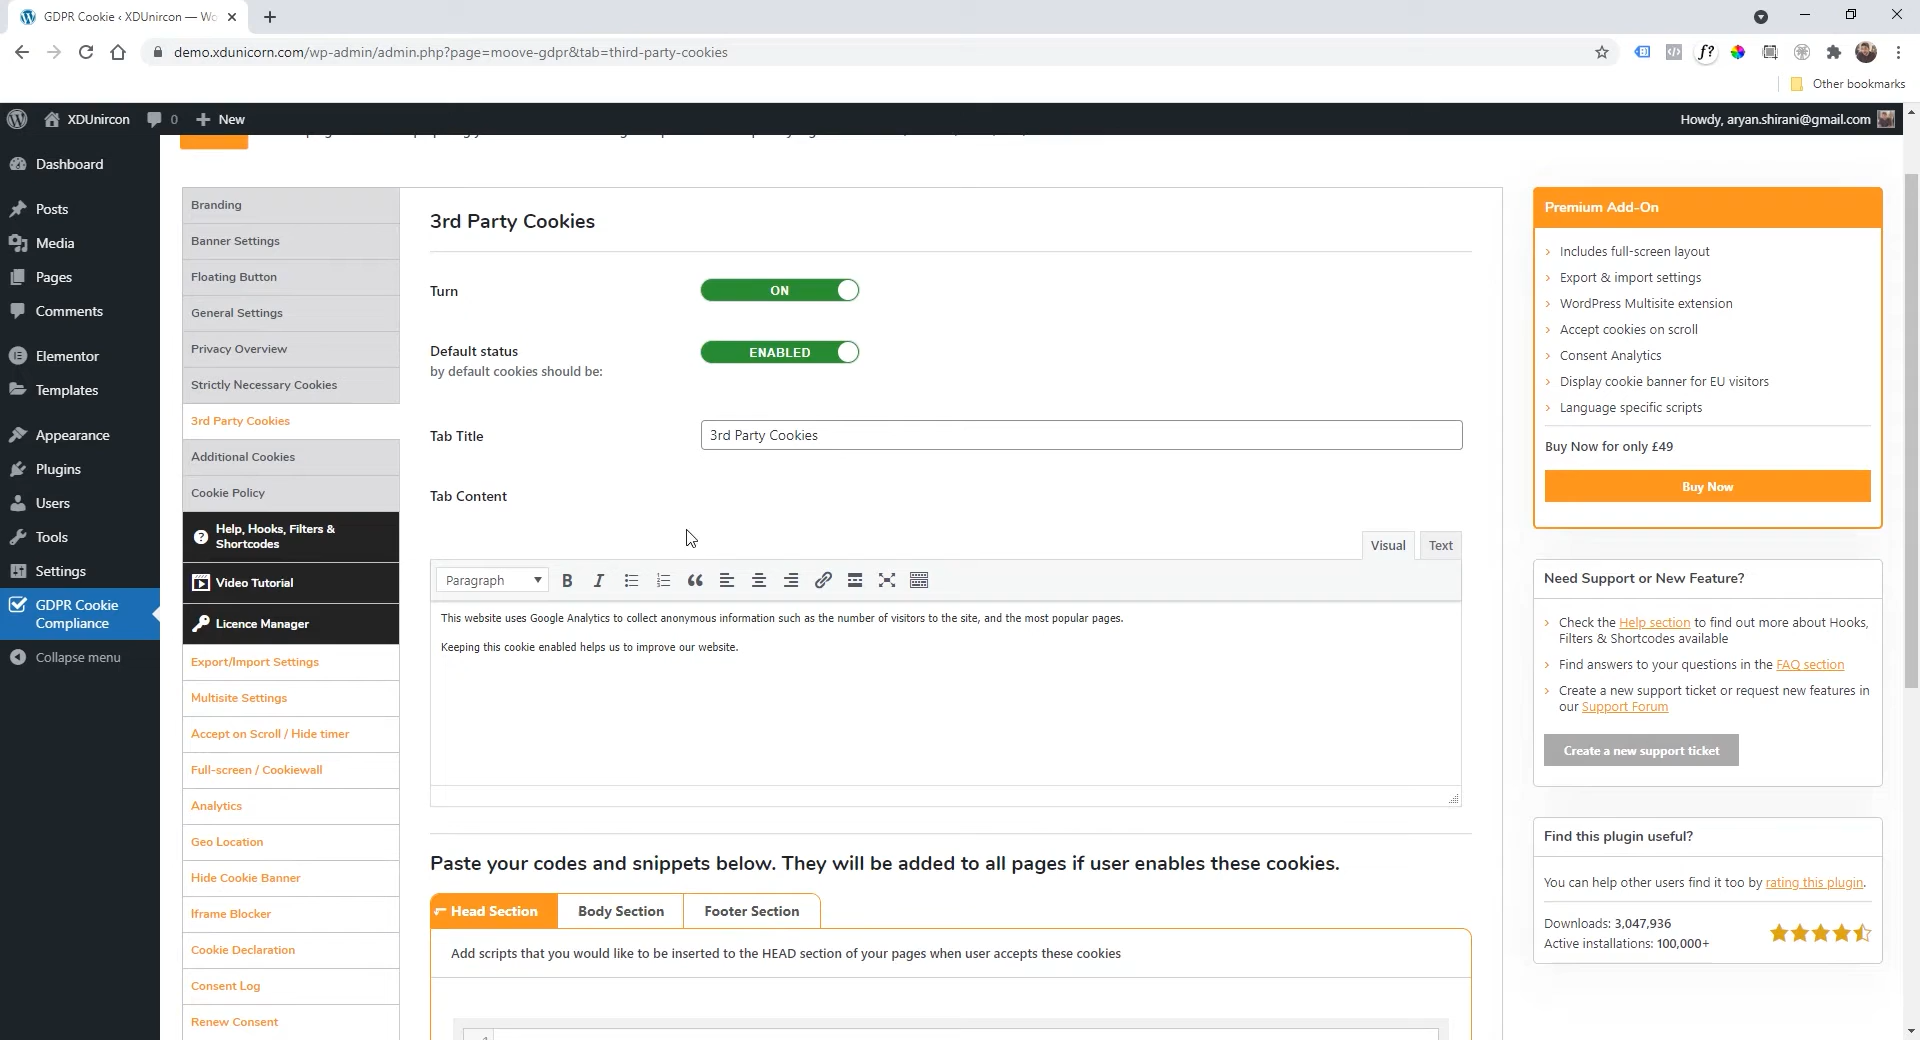 GDPR Cookie ‹ XDUnircon — Wo
demo.xdunicorn.com/wp-admin/admin.php?page=moove-gdpr&tab=third-party-cookies
f?
Other bookmarks
XDUnircon
0
New
Howdy, aryan.shirani@gmail.com
Dashboard
Posts
Media
Pages
Comments
Elementor
Templates
Appearance
Plugins
Users
Tools
Settings
GDPR Cookie
Compliance
Collapse menu
Branding
Banner Settings
Floating Button
General Settings
Privacy Overview
Strictly Necessary Cookies
3rd Party Cookies
Additional Cookies
Cookie Policy
Help, Hooks, Filters &
Shortcodes
Video Tutorial
Licence Manager
Export/Import Settings
Multisite Settings
Accept on Scroll / Hide timer
Full-screen / Cookiewall
Analytics
Geo Location
Hide Cookie Banner
Iframe Blocker
Cookie Declaration
Consent Log
Renew Consent
3rd Party Cookies
Turn
ON
Default status
by default cookies should be:
ENABLED
Tab Title
3rd Party Cookies
Tab Content
Visual
Text
Paragraph
This website uses Google Analytics to collect anonymous information such as the number of visitors to the site, and the most popular pages.
Keeping this cookie enabled helps us to improve our website.
Paste your codes and snippets below. They will be added to all pages if user enables these cookies.
Head Section
Body Section
Footer Section
Add scripts that you would like to be inserted to the HEAD section of your pages when user accepts these cookies
Premium Add-On
Includes full-screen layout
Export & import settings
WordPress Multisite extension
Accept cookies on scroll
Consent Analytics
Display cookie banner for EU visitors
Language specific scripts
Buy Now for only £49
Buy Now
Need Support or New Feature?
Check the Help section to find out more about Hooks,
Filters & Shortcodes available
Find answers to your questions in the FAQ section
Create a new support ticket or request new features in
our Support Forum
Create a new support ticket
Find this plugin useful?
You can help other users find it too by rating this plugin.
Downloads: 3,047,936
Active installations: 100,000+